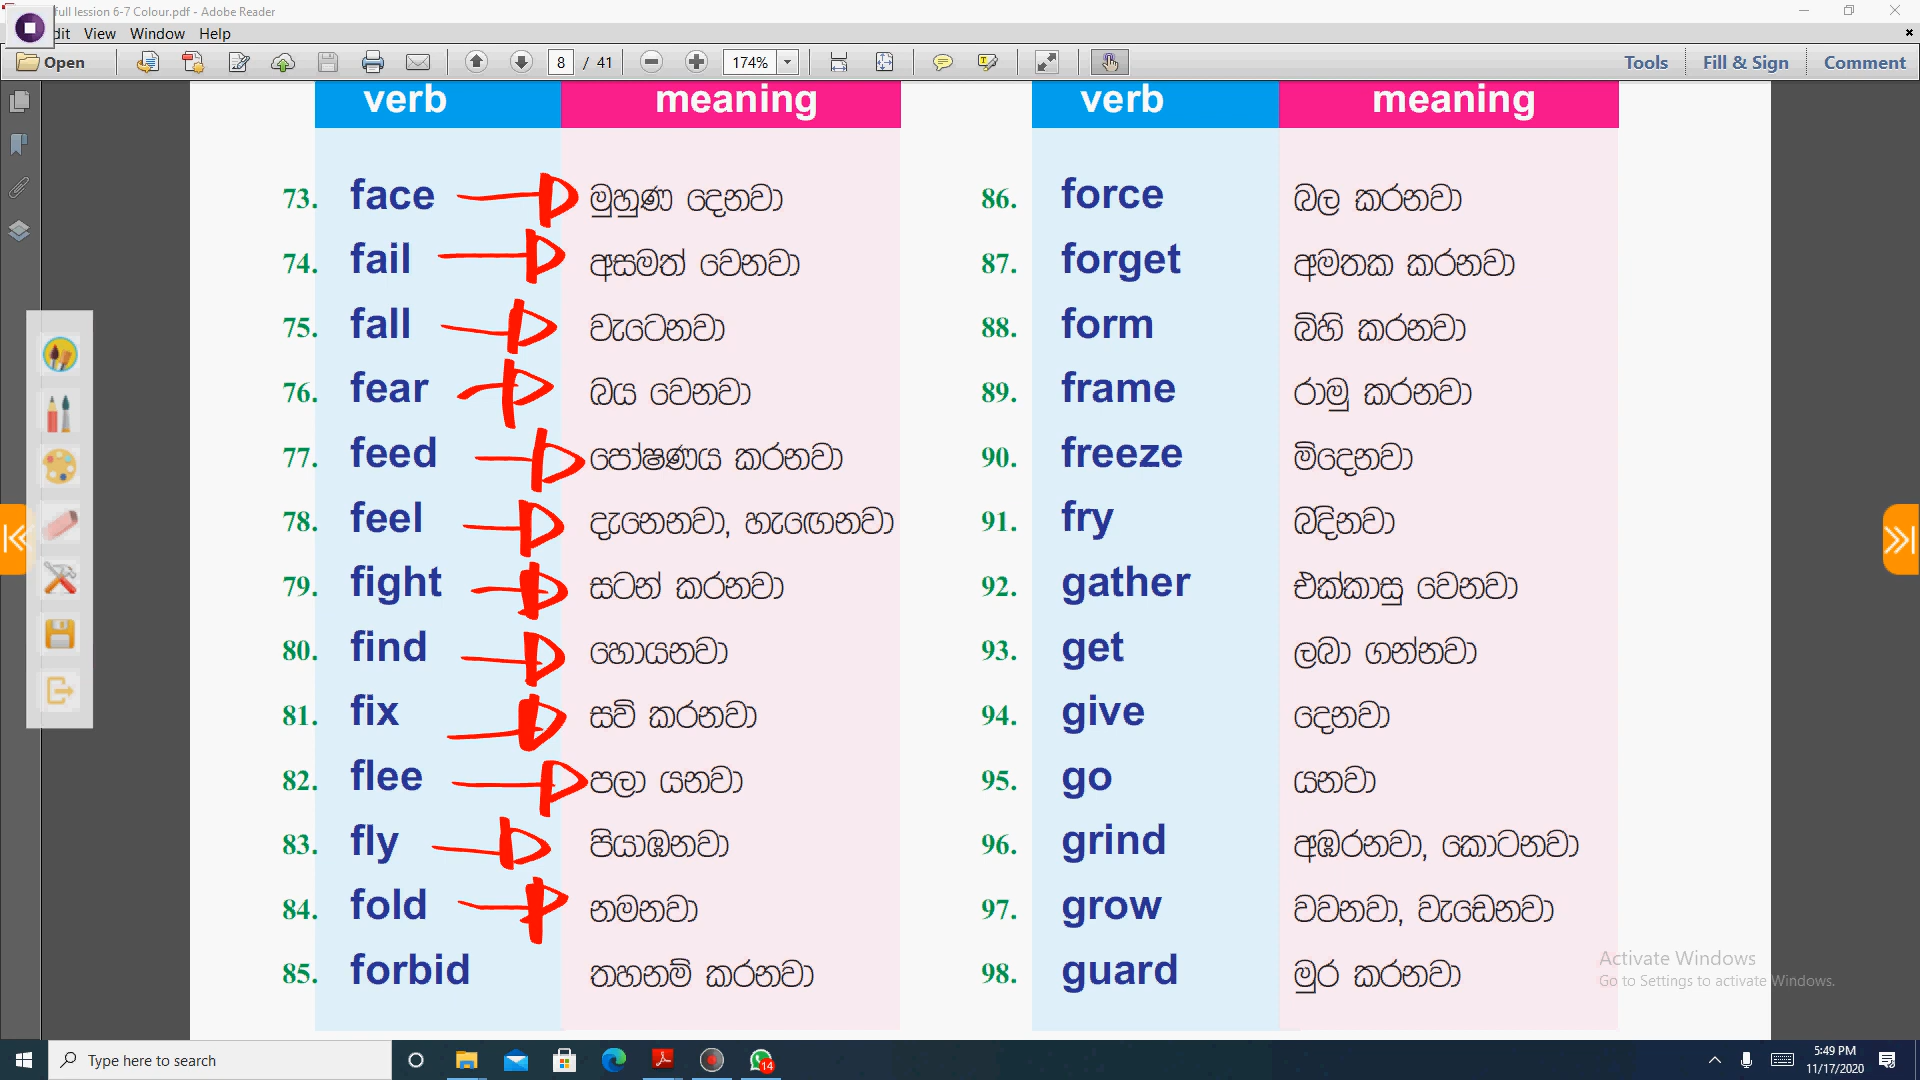 full lession 6-7 Colour.pdf - Adobe Reader
dit View Window Help
Open 8 / 41 174% Tools Fill & Sign Comment
verb meaning verb meaning
73. face මුහුණ දෙනවා
74. fail අසමත් වෙනවා
75. fall වැටෙනවා
76. fear බය වෙනවා
77. feed පෝෂණය කරනවා
78. feel දැනෙනවා, හැඟෙනවා
79. fight සටන් කරනවා
80. find හොයනවා
81. fix සවි කරනවා
82. flee පලා යනවා
83. fly පියාඹනවා
84. fold නමනවා
85. forbid තහනම් කරනවා
86. force බල කරනවා
87. forget අමතක කරනවා
88. form බිහි කරනවා
89. frame රාමු කරනවා
90. freeze මිදෙනවා
91. fry බදිනවා
92. gather එක්කාසු වෙනවා
93. get ලබා ගන්නවා
94. give දෙනවා
95. go යනවා
96. grind අඹරනවා, කොටනවා
97. grow වවනවා, වැඩෙනවා
98. guard මුර කරනවා
Activate Windows
Go to Settings to activate Windows.
Type here to search
14
5:49 PM
11/17/2020